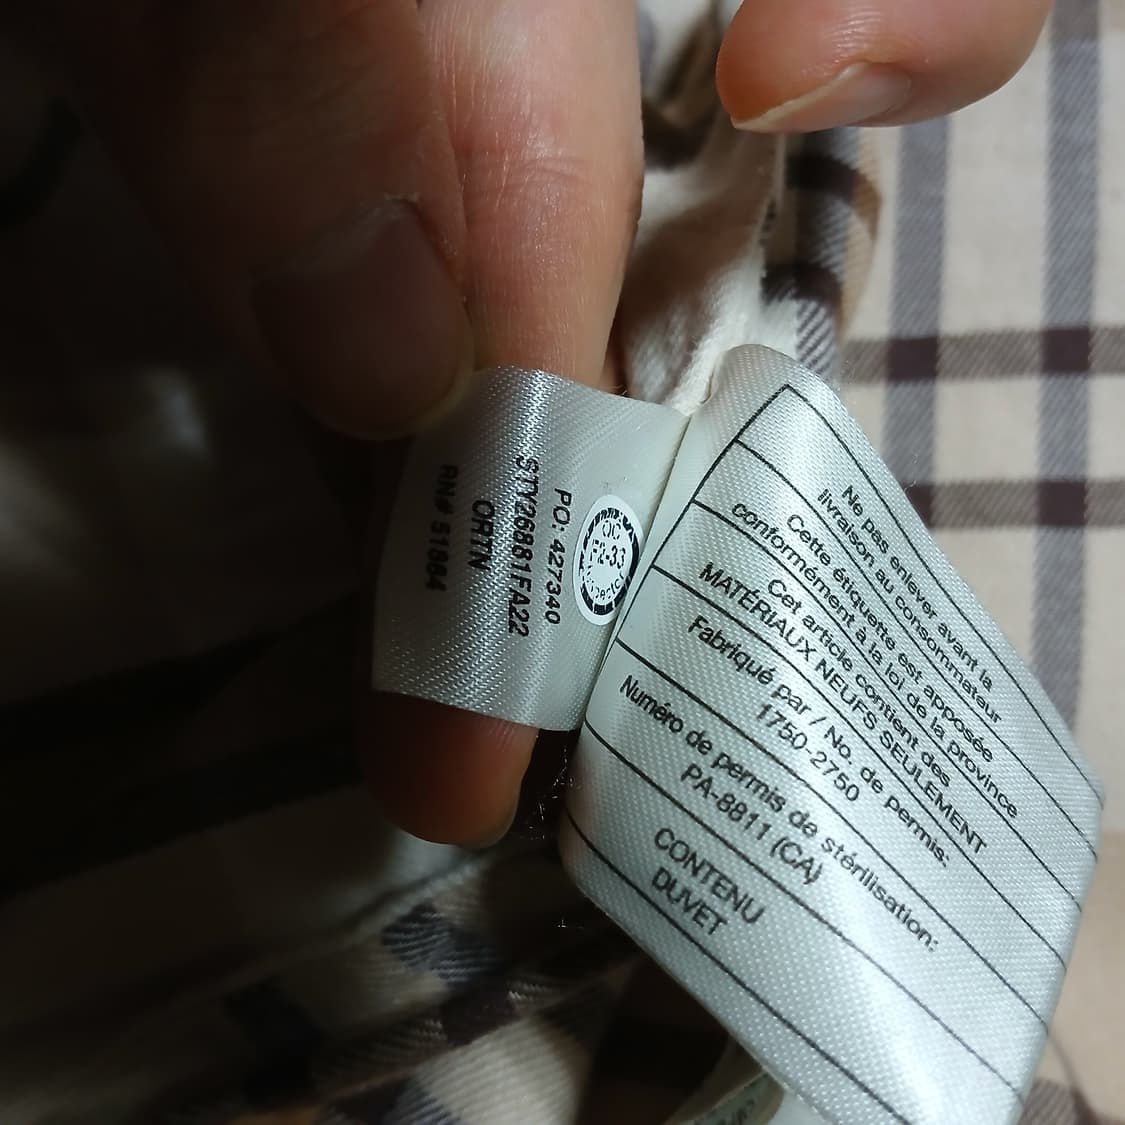 PO: 427340
STY26881FA22
ORTN
RN# 51884
QC
Ne pas enlever avant la
livraison au consommateur
Cette étiquette est apposée
conformément à la loi de la province
Cet article contient des
MATÉRIAUX NEUFS SEULEMENT
Fabriqué par / No. de permis:
1750-2750
Numéro de permis de stérilisation:
PA-8811 (CA)
CONTENU
DUVET